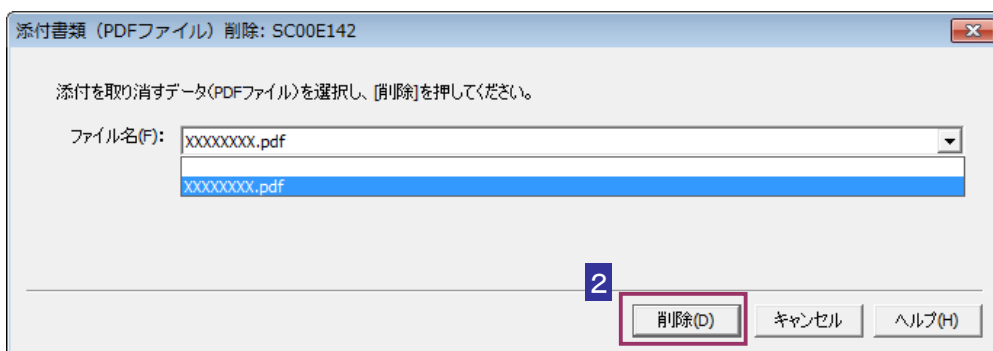 添付書類（PDFファイル）削除: SC00E142
添付を取り消すデータ(PDFファイル)を選択し、[削除]を押してください。
ファイル名(F): XXXXXXXX.pdf
XXXXXXXX.pdf
2
削除(D) キャンセル ヘルプ(H)